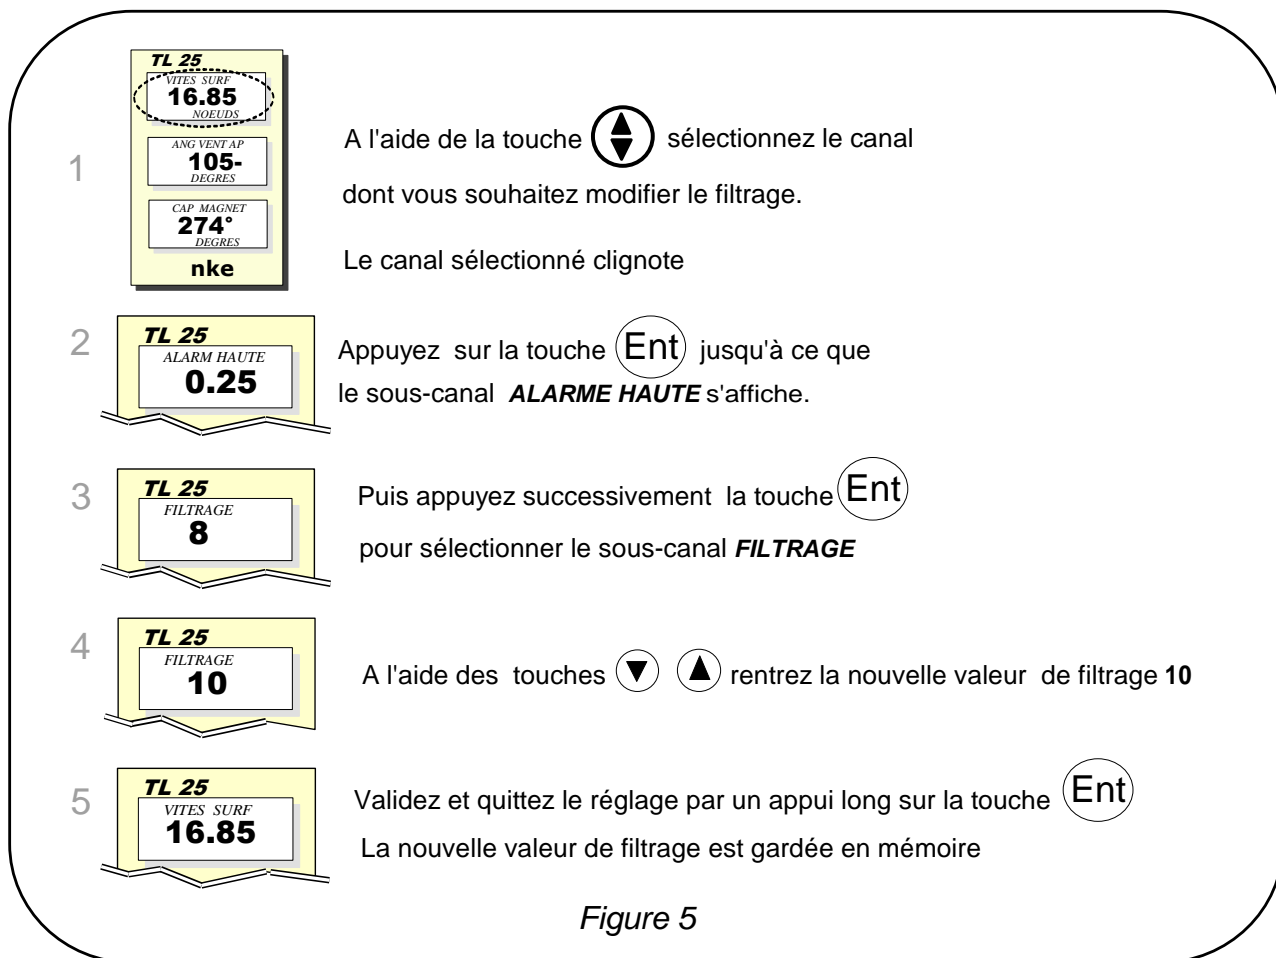 1
TL 25
VITES SURF
16.85
NOEUDS
ANG VENT AP
105-
DEGRES
CAP MAGNET
274°
DEGRES
nke
A l'aide de la touche sélectionnez le canal
dont vous souhaitez modifier le filtrage.
Le canal sélectionné clignote
2
TL 25
ALARM HAUTE
0.25
Appuyez sur la touche Ent jusqu'à ce que
le sous-canal ALARME HAUTE s'affiche.
3
TL 25
FILTRAGE
8
Puis appuyez successivement la touche Ent
pour sélectionner le sous-canal FILTRAGE
4
TL 25
FILTRAGE
10
A l'aide des touches rentrez la nouvelle valeur de filtrage 10
5
TL 25
VITES SURF
16.85
Validez et quittez le réglage par un appui long sur la touche Ent
La nouvelle valeur de filtrage est gardée en mémoire
Figure 5